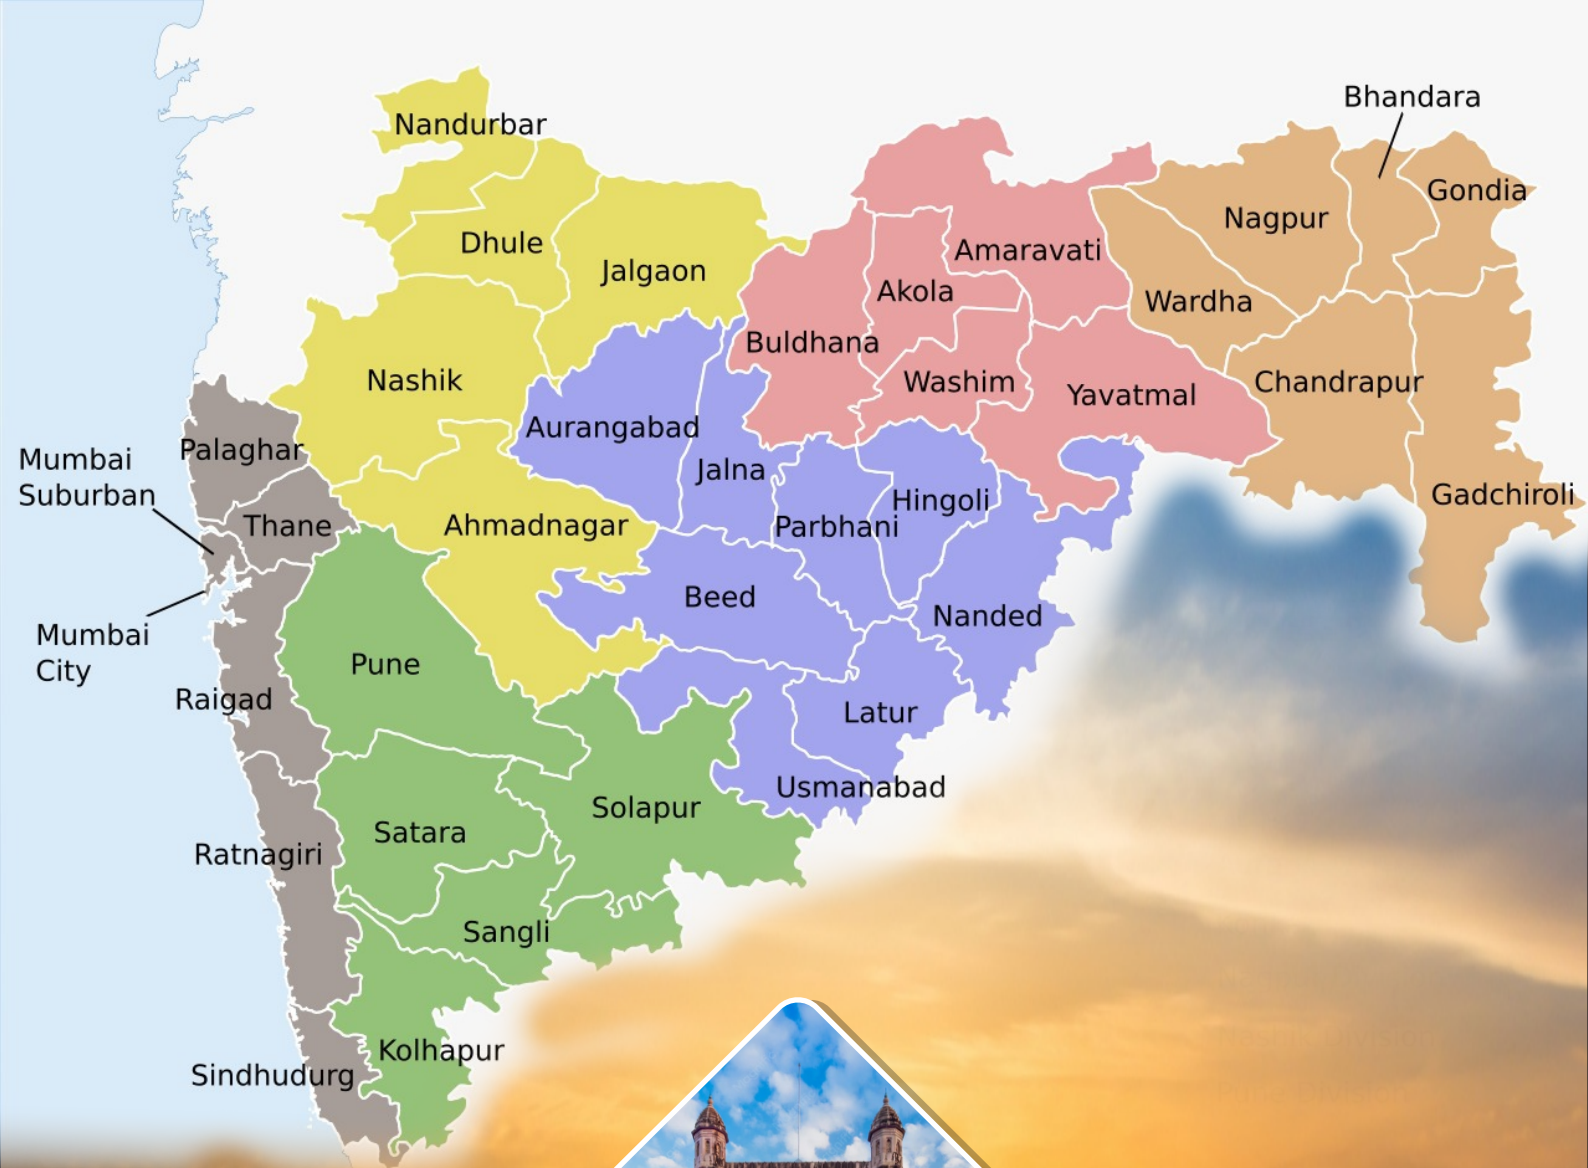 Bhandara
Nandurbar
Gondia
Nagpur
Dhule
Amaravati
Jalgaon
Akola
Wardha
Buldhana
Nashik
Washim
Chandrapur
Yavatmal
Aurangabad
Palaghar
Mumbai
Suburban
Jalna
Hingoli
Gadchiroli
Thane
Ahmadnagar
Parbhani
Beed
Nanded
Mumbai
City
Pune
Raigad
Latur
Usmanabad
Solapur
Satara
Ratnagiri
Sangli
Kolhapur
Sindhudurg
Division
Division